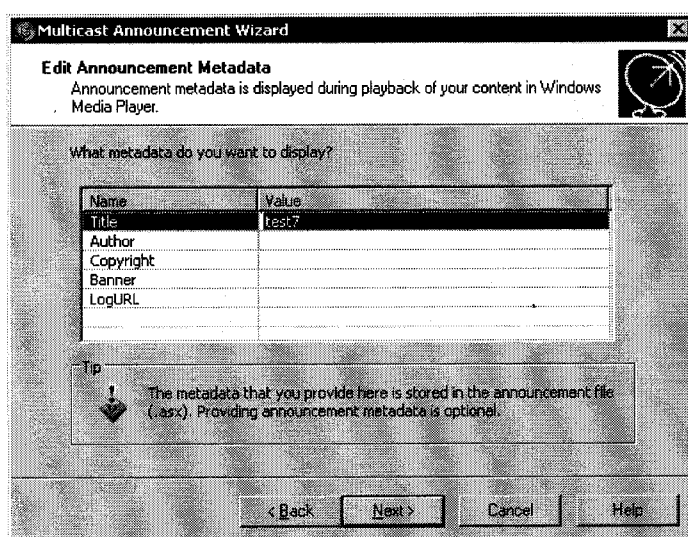 Multicast Announcement Wizard
Edit Announcement Metadata
Announcement metadata is displayed during playback of your content in Windows
Media Player.
What metadata do you want to display?
Name Value
Title test7
Author
Copyright
Banner
LogURL
Tip
The metadata that you provide here is stored in the announcement file
(.asx). Providing announcement metadata is optional.
< Back Next > Cancel Help